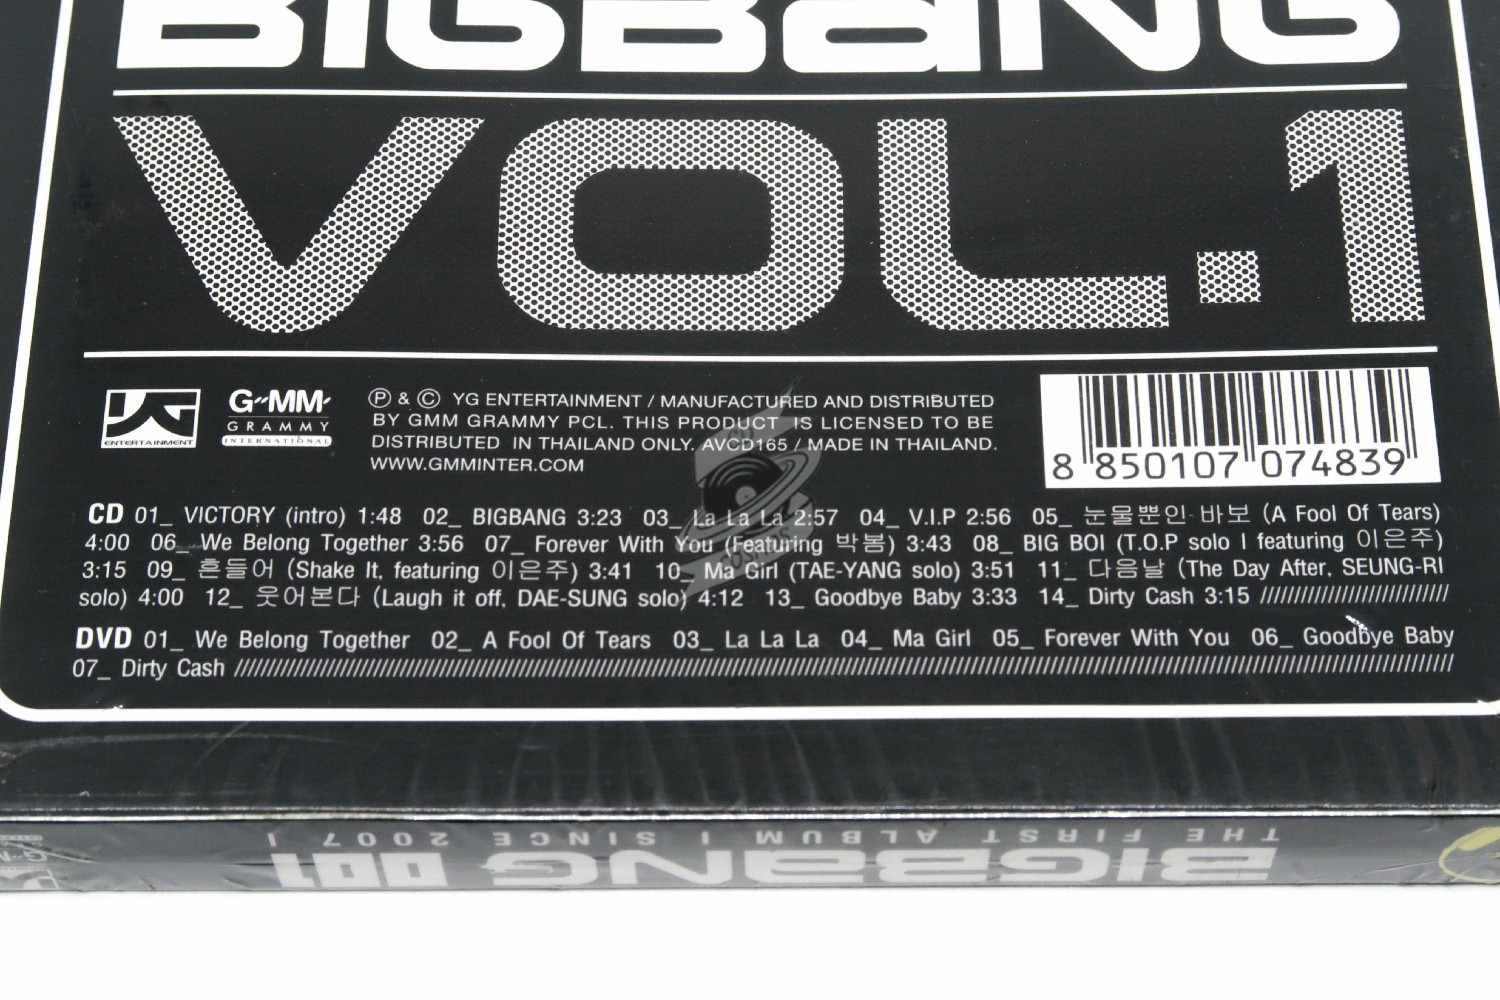 BIGBANG
VOL.1
YG ENTERTAINMENT
G"MM'
GRAMMY
INTERNATIONAL
Ⓟ & © YG ENTERTAINMENT / MANUFACTURED AND DISTRIBUTED
BY GMM GRAMMY PCL. THIS PRODUCT IS LICENSED TO BE
DISTRIBUTED IN THAILAND ONLY. AVCD165 / MADE IN THAILAND.
WWW.GMMINTER.COM
8 850107 074839
CD 01_ VICTORY (intro) 1:48 02_ BIGBANG 3:23 03_ La La La 2:57 04_ V.I.P 2:56 05_ 눈물뿐인 바보 (A Fool Of Tears)
4:00 06_ We Belong Together 3:56 07_ Forever With You (Featuring 박봄) 3:43 08_ BIG BOI (T.O.P solo I featuring 이은주)
3:15 09_ 흔들어 (Shake It, featuring 이은주) 3:41 10_ Ma Girl (TAE-YANG solo) 3:51 11_ 다음날 (The Day After, SEUNG-RI
solo) 4:00 12_ 웃어본다 (Laugh it off, DAE-SUNG solo) 4:12 13_ Goodbye Baby 3:33 14_ Dirty Cash 3:15
DVD 01_ We Belong Together 02_ A Fool Of Tears 03_ La La La 04_ Ma Girl 05_ Forever With You 06_ Goodbye Baby
07_ Dirty Cash
BIGBANG 001
THE FIRST ALBUM I SINCE 2007 I